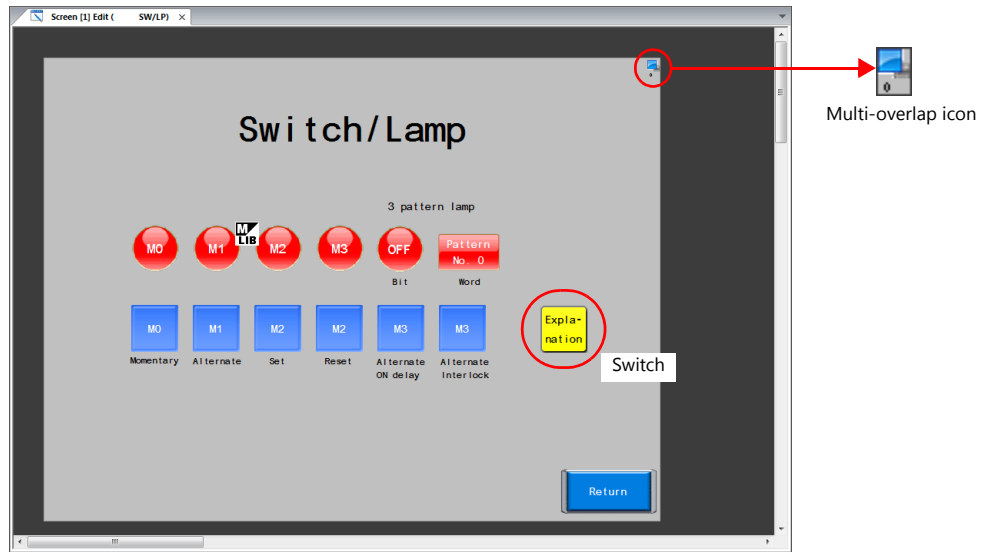 Screen [1] Edit ( SW/LP) ×
0
0
Multi-overlap icon
Switch/Lamp
3 pattern lamp
M0 M1 M LIB M2 M3 OFF Pattern
No. 0
Bit Word
M0 M1 M2 M2 M3 M3 Expla-
nation
Momentary Alternate Set Reset Alternate Alternate
ON delay Interlock
Switch
Return